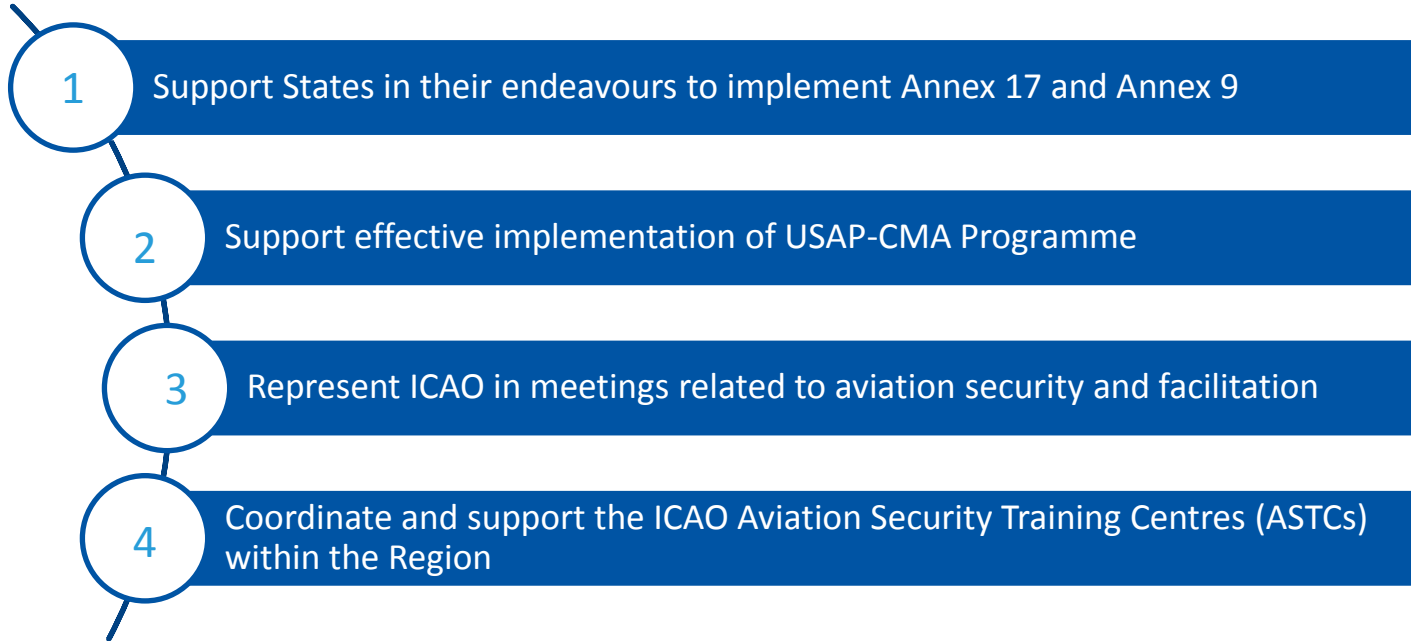 1
Support States in their endeavours to implement Annex 17 and Annex 9
2
Support effective implementation of USAP-CMA Programme
3
Represent ICAO in meetings related to aviation security and facilitation
4
Coordinate and support the ICAO Aviation Security Training Centres (ASTCs)
within the Region